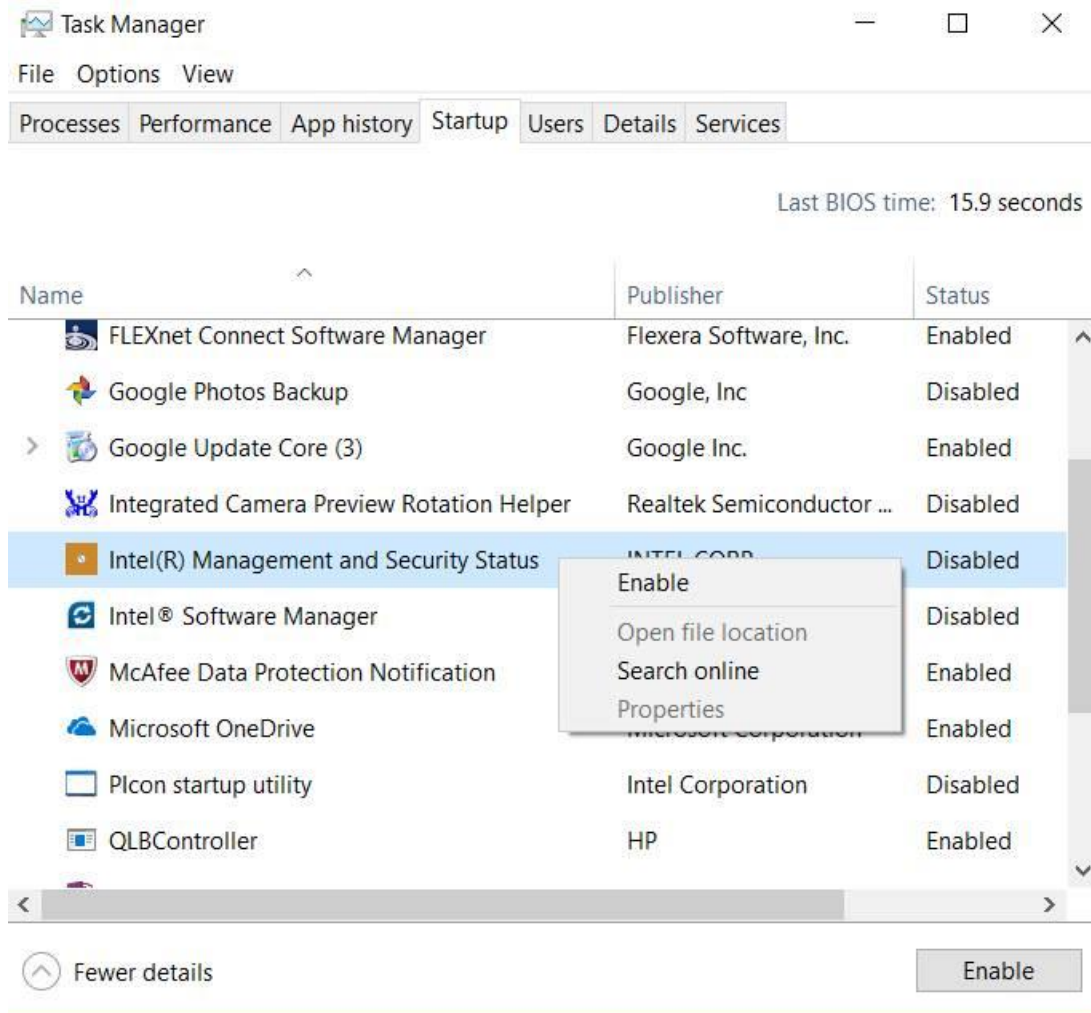 Task Manager
File Options View
Processes Performance App history Startup Users Details Services
Last BIOS time: 15.9 seconds
Name Publisher Status
FLEXnet Connect Software Manager Flexera Software, Inc. Enabled
Google Photos Backup Google, Inc Disabled
Google Update Core (3) Google Inc. Enabled
Integrated Camera Preview Rotation Helper Realtek Semiconductor ... Disabled
Intel(R) Management and Security Status INTEL CORP Disabled
Enable
Intel® Software Manager Disabled
Open file location
McAfee Data Protection Notification Enabled
Search online
Properties
Microsoft OneDrive Microsoft Corporation Enabled
PIcon startup utility Intel Corporation Disabled
QLBController HP Enabled
Fewer details Enable